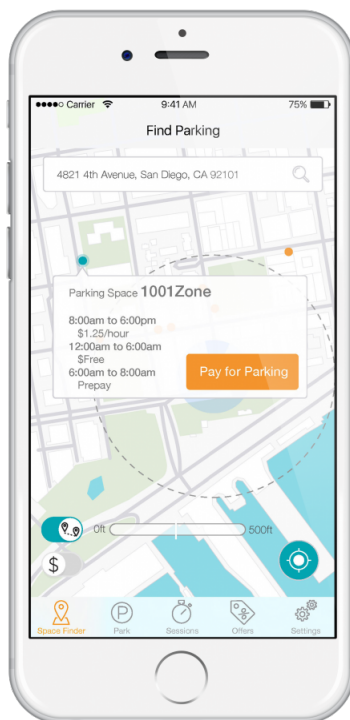 Carrier 9:41 AM 75%
Find Parking
4821 4th Avenue, San Diego, CA 92101
Parking Space 1001Zone
8:00am to 6:00pm
$1.25/hour
12:00am to 6:00am
$Free
6:00am to 8:00am
Prepay
Pay for Parking
0ft 500ft
$
P
Space Finder Park Sessions Offers Settings